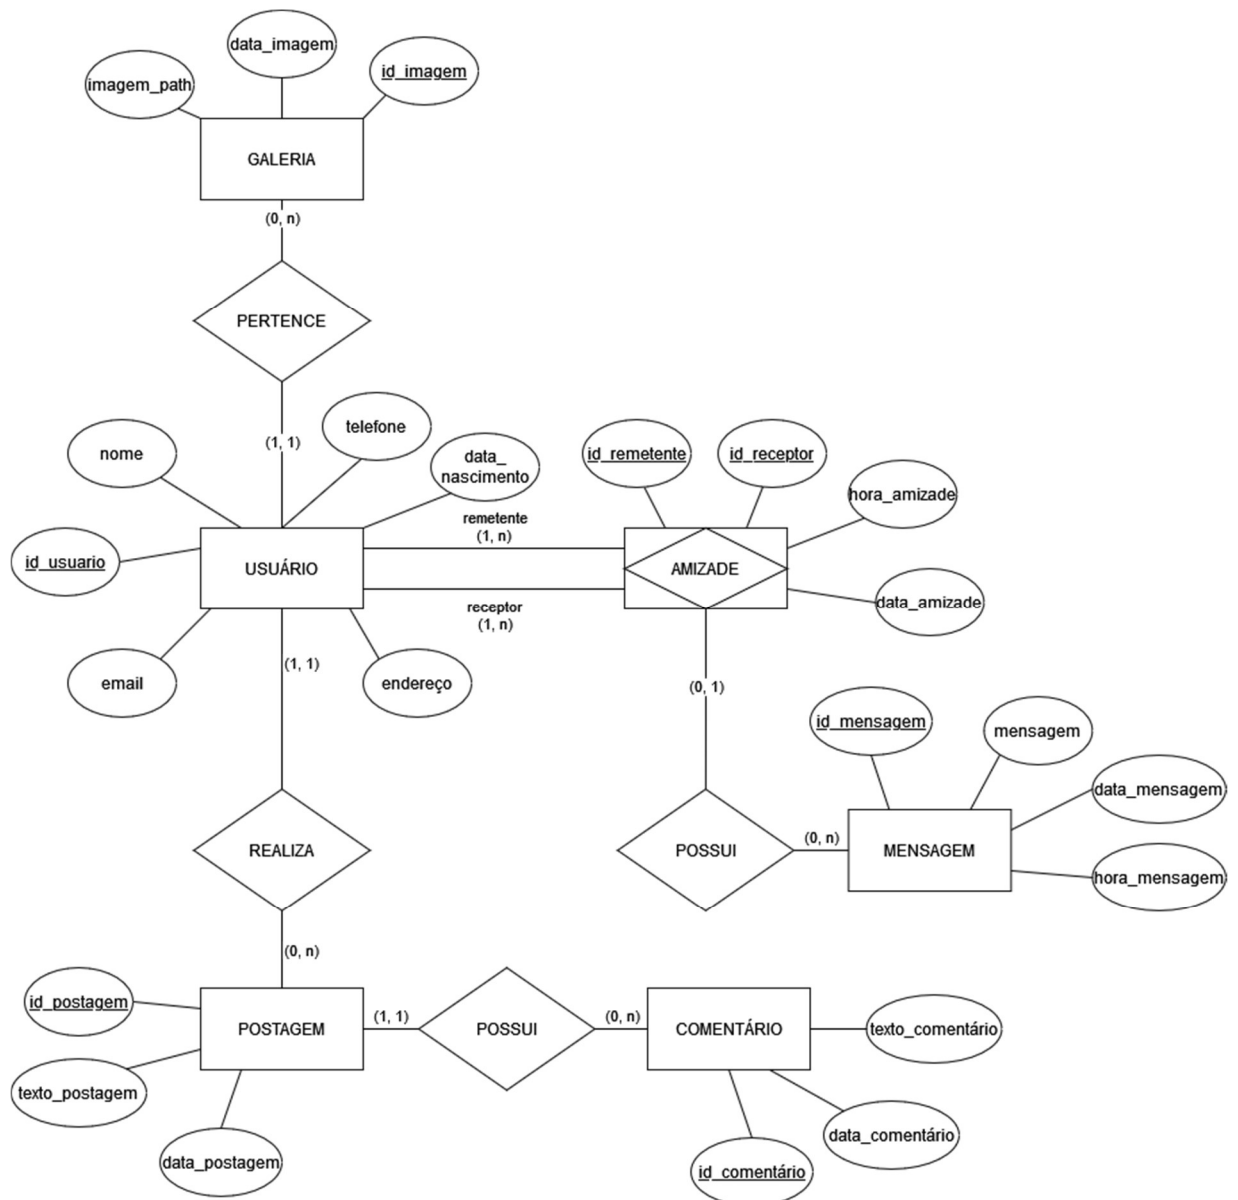 data_imagem
id_imagem
imagem_path
GALERIA
(0, n)
PERTENCE
(1, 1)
telefone
nome
data_
nascimento
id_remetente
id_receptor
hora_amizade
remetente
(1, n)
id_usuario
USUÁRIO
AMIZADE
receptor
(1, n)
data_amizade
(1, 1)
email
endereço
(0, 1)
id_mensagem
mensagem
data_mensagem
REALIZA
POSSUI
(0, n)
MENSAGEM
hora_mensagem
(0, n)
id_postagem
POSTAGEM
(1, 1)
POSSUI
(0, n)
COMENTÁRIO
texto_comentário
texto_postagem
data_postagem
data_comentário
id_comentário